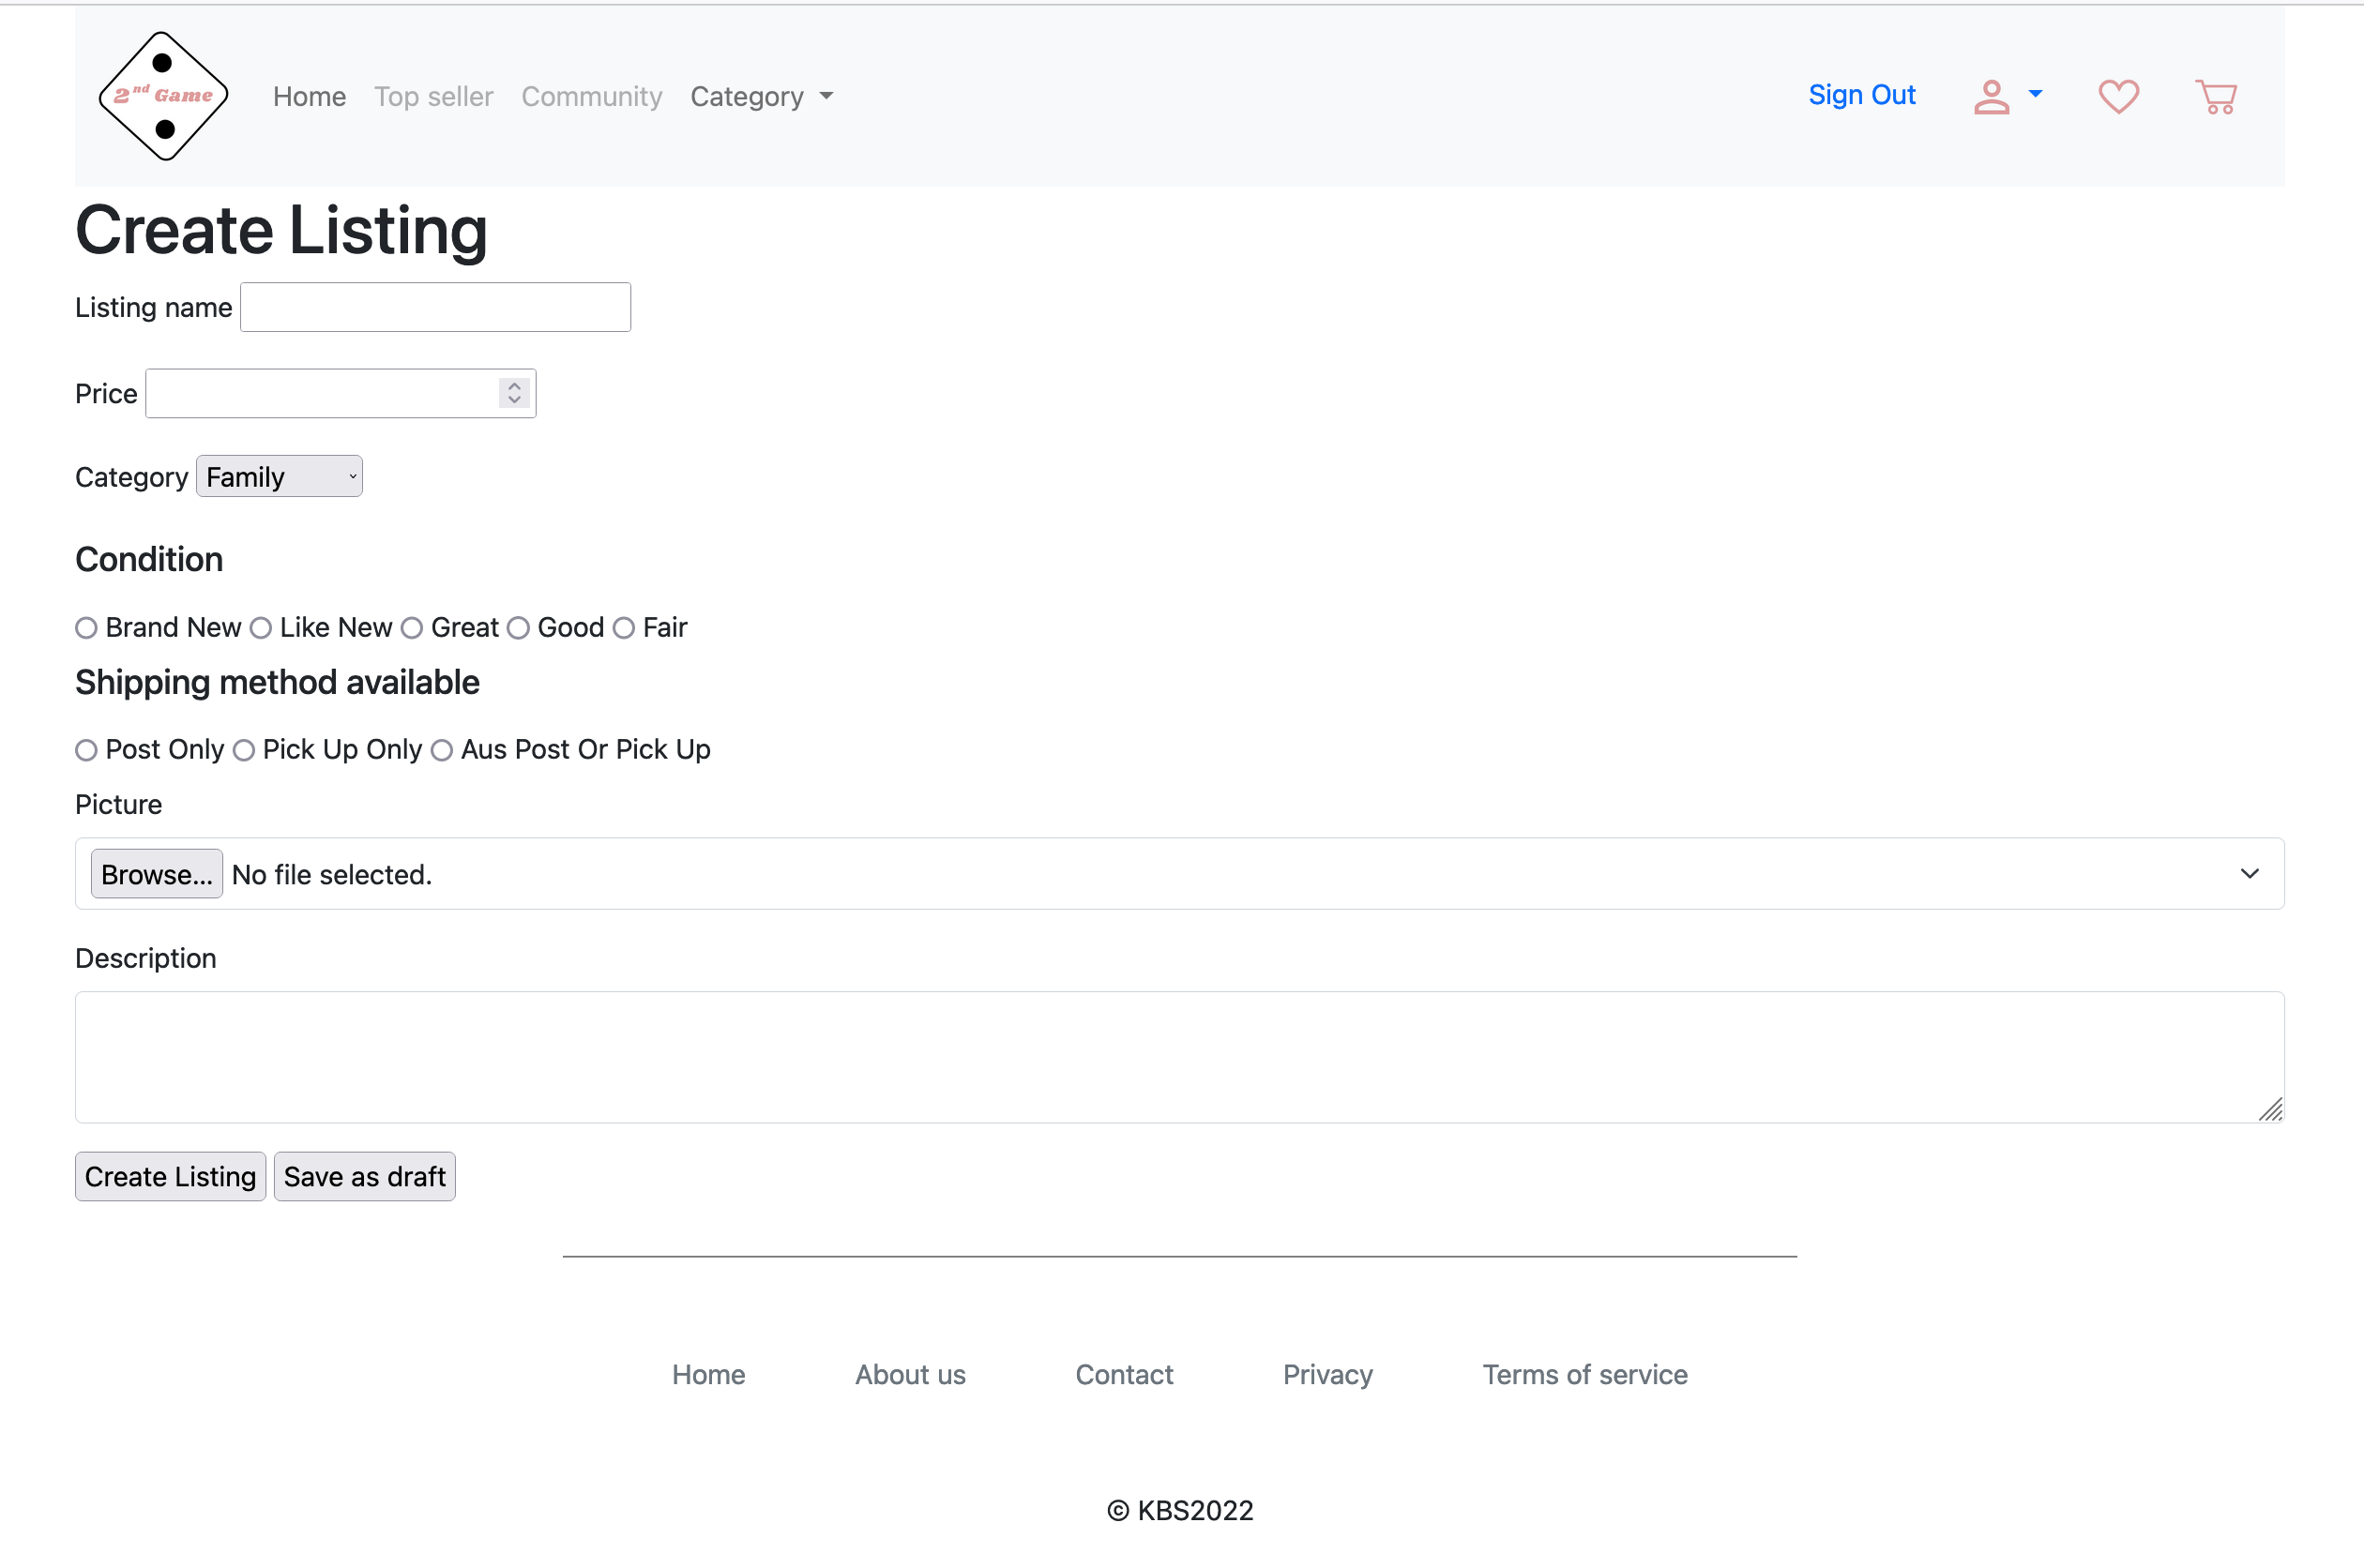 2nd Game Home Top seller Community Category Sign Out
Create Listing
Listing name
Price
Category Family
Condition
Brand New Like New Great Good Fair
Shipping method available
Post Only Pick Up Only Aus Post Or Pick Up
Picture
Browse... No file selected.
Description
Create Listing Save as draft
Home About us Contact Privacy Terms of service
© KBS2022